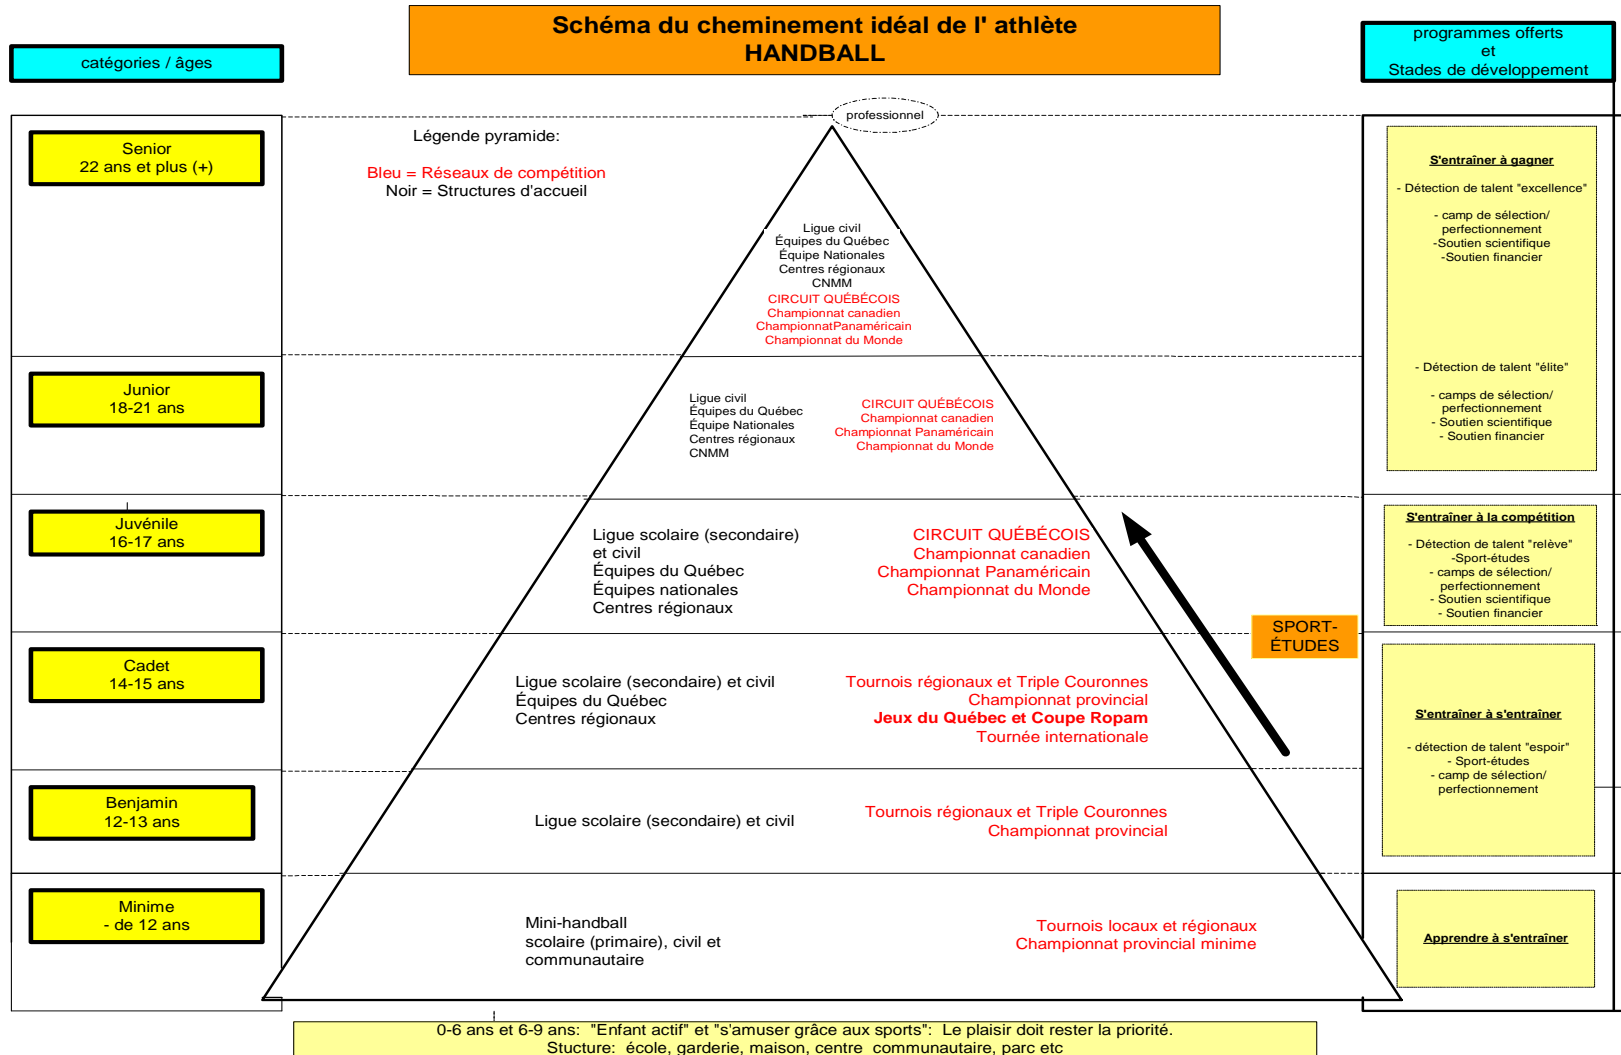 Schéma du cheminement idéal de l' athlète
HANDBALL
catégories / âges
programmes offerts
et
Stades de développement
professionnel
Légende pyramide:
Bleu = Réseaux de compétition
Noir = Structures d'accueil
Senior
22 ans et plus (+)
Ligue civil
Équipes du Québec
Équipe Nationales
Centres régionaux
CNMM
CIRCUIT QUÉBÉCOIS
Championnat canadien
ChampionnatPanaméricain
Championnat du Monde
S'entraîner à gagner
- Détection de talent "excellence"
- camp de sélection/
perfectionnement
-Soutien scientifique
-Soutien financier
Junior
18-21 ans
Ligue civil
Équipes du Québec
Équipe Nationales
Centres régionaux
CNMM
CIRCUIT QUÉBÉCOIS
Championnat canadien
Championnat Panaméricain
Championnat du Monde
- Détection de talent "élite"
- camps de sélection/
perfectionnement
- Soutien scientifique
- Soutien financier
Juvénile
16-17 ans
Ligue scolaire (secondaire)
et civil
Équipes du Québec
Équipes nationales
Centres régionaux
CIRCUIT QUÉBÉCOIS
Championnat canadien
Championnat Panaméricain
Championnat du Monde
S'entraîner à la compétition
- Détection de talent "relève"
-Sport-études
- camps de sélection/
perfectionnement
- Soutien scientifique
- Soutien financier
SPORT-
ÉTUDES
Cadet
14-15 ans
Ligue scolaire (secondaire) et civil
Équipes du Québec
Centres régionaux
Tournois régionaux et Triple Couronnes
Championnat provincial
Jeux du Québec et Coupe Ropam
Tournée internationale
S'entraîner à s'entraîner
- détection de talent "espoir"
- Sport-études
- camp de sélection/
perfectionnement
Benjamin
12-13 ans
Ligue scolaire (secondaire) et civil
Tournois régionaux et Triple Couronnes
Championnat provincial
Minime
- de 12 ans
Mini-handball
scolaire (primaire), civil et
communautaire
Tournois locaux et régionaux
Championnat provincial minime
Apprendre à s'entraîner
0-6 ans et 6-9 ans: "Enfant actif" et "s'amuser grâce aux sports": Le plaisir doit rester la priorité.
Stucture: école, garderie, maison, centre communautaire, parc etc